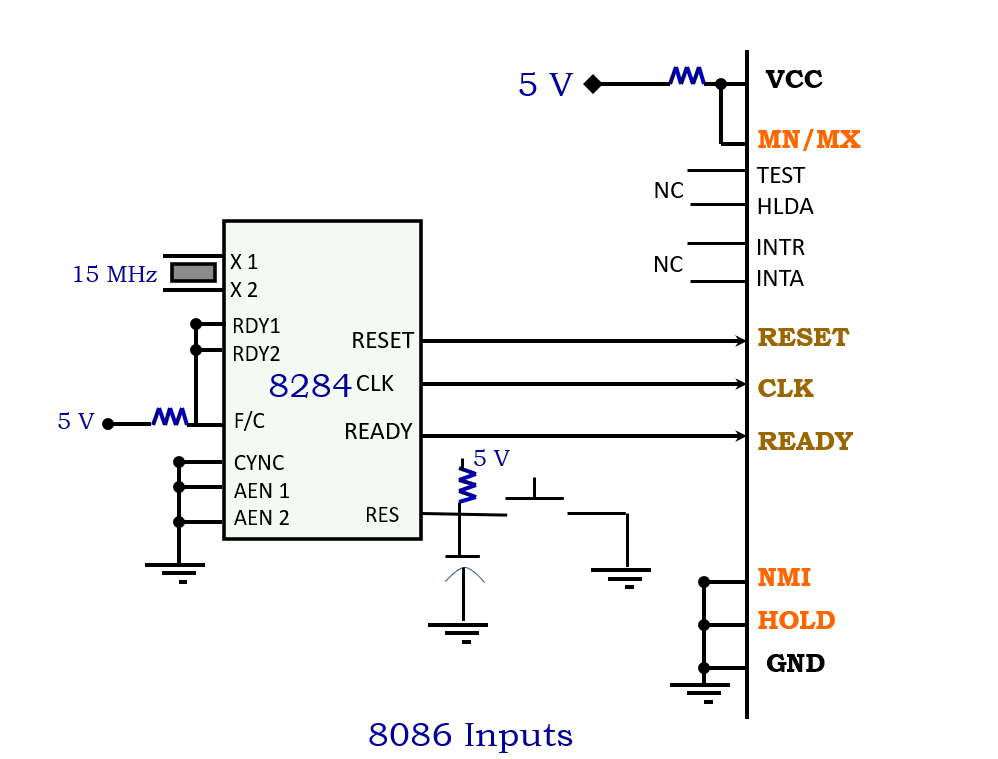 5 V
VCC
MN/MX
NC
TEST
HLDA
NC
INTR
INTA
15 MHz
X 1
X 2
RDY1
RDY2
RESET
RESET
8284
CLK
CLK
5 V
F/C
READY
READY
CYNC
5 V
AEN 1
AEN 2
RES
NMI
HOLD
GND
8086 Inputs